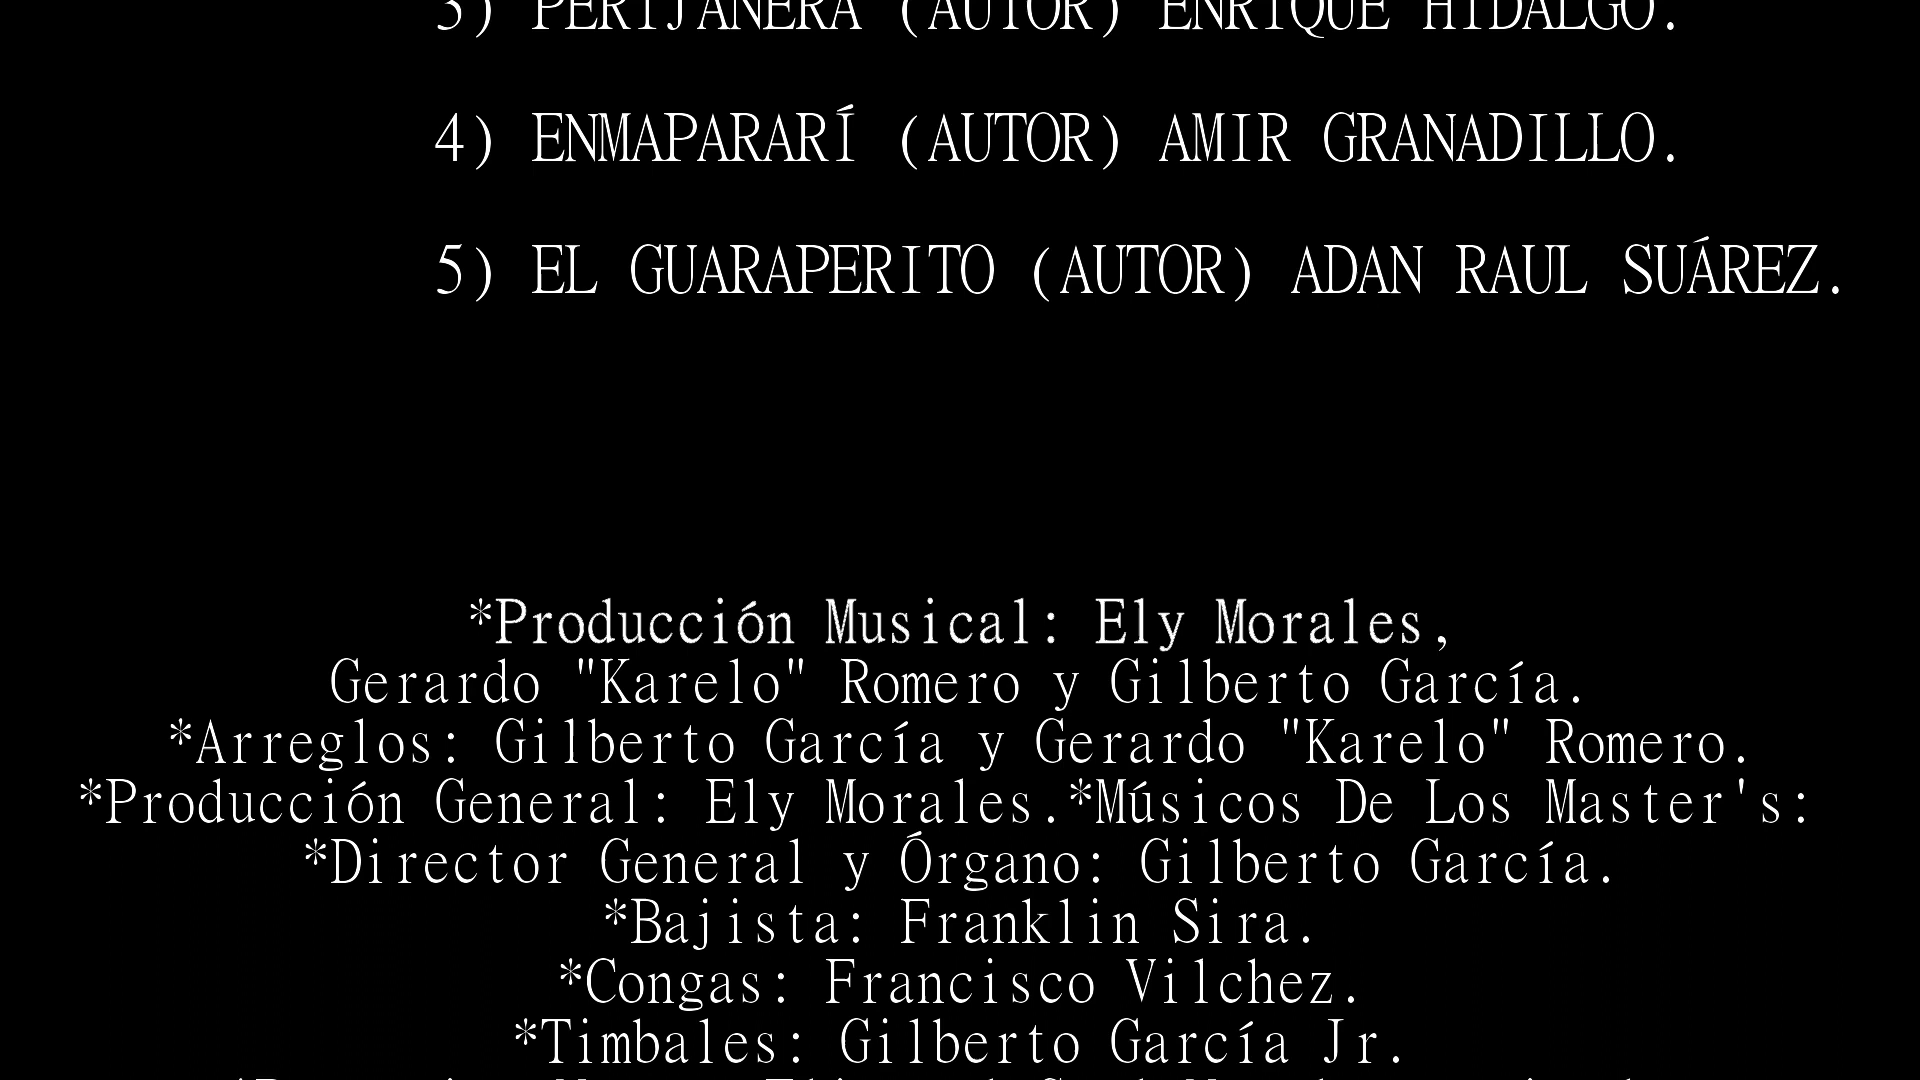 3) PERIJANERA (AUTOR) ENRIQUE HIDALGO.
4) ENMAPARARÍ (AUTOR) AMIR GRANADILLO.
5) EL GUARAPERITO (AUTOR) ADAN RAUL SUÁREZ.
*Producción Musical: Ely Morales,
Gerardo "Karelo" Romero y Gilberto García.
*Arreglos: Gilberto García y Gerardo "Karelo" Romero.
*Producción General: Ely Morales.*Músicos De Los Master's:
*Director General y Órgano: Gilberto García.
*Bajista: Franklin Sira.
*Congas: Francisco Vilchez.
*Timbales: Gilberto García Jr.